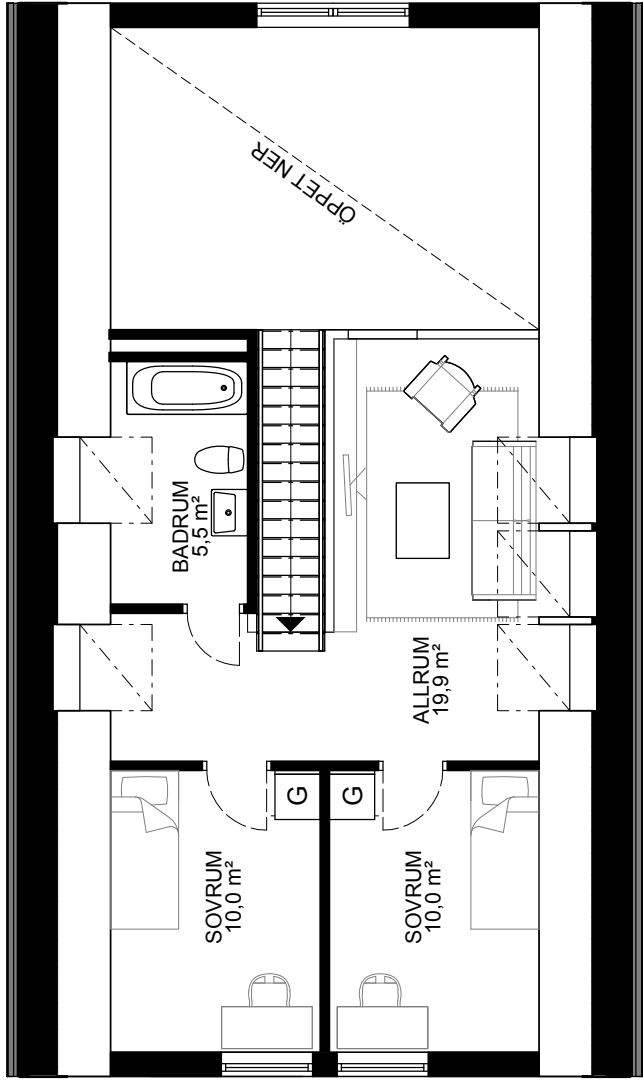 ÖPPET NER
BADRUM
5,5 m²
ALLRUM
19,9 m²
G
G
SOVRUM
10,0 m²
SOVRUM
10,0 m²